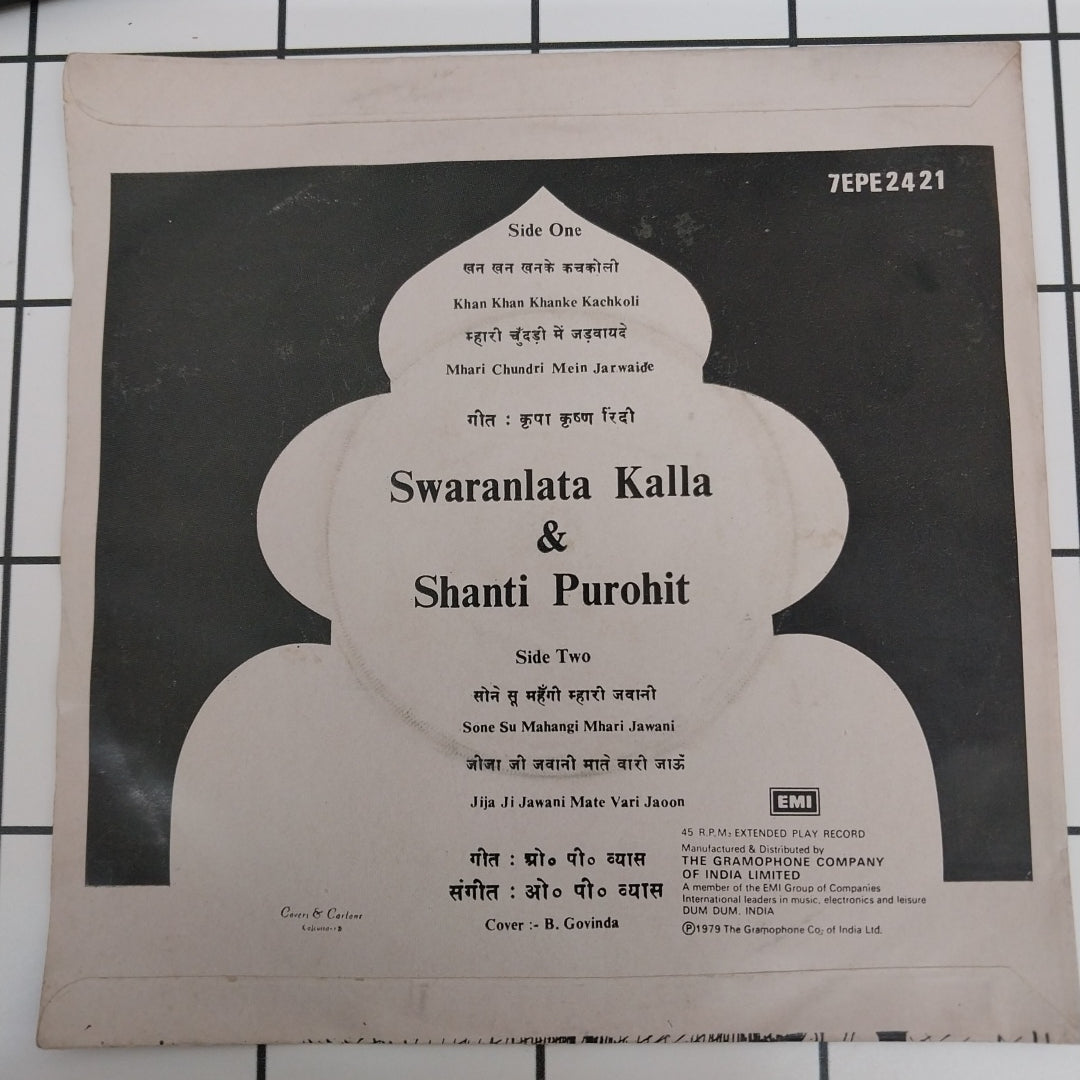 7EPE2421
Side One
खन खन खनके कचकोली
Khan Khan Khanke Kachkoli
म्हारी चुँदड़ी में जड़वायदे
Mhari Chundri Mein Jarwaide
गीत : कृपा कृष्ण रिंदी
Swaranlata Kalla
&
Shanti Purohit
Side Two
सोने सू महँगी म्हारी जवानी
Sone Su Mahangi Mhari Jawani
जीजा जी जवानी माते वारी जाऊँ
Jija Ji Jawani Mate Vari Jaoon
गीत : ओ० पी० व्यास
संगीत : ओ० पी० व्यास
Cover :- B. Govinda
EMI
45 R.P.M. EXTENDED PLAY RECORD
Manufactured & Distributed by
THE GRAMOPHONE COMPANY
OF INDIA LIMITED
A member of the EMI Group of Companies
International leaders in music, electronics and leisure
DUM DUM. INDIA
Ⓟ1979 The Gramophone Co. of India Ltd.
Covers & Cartons